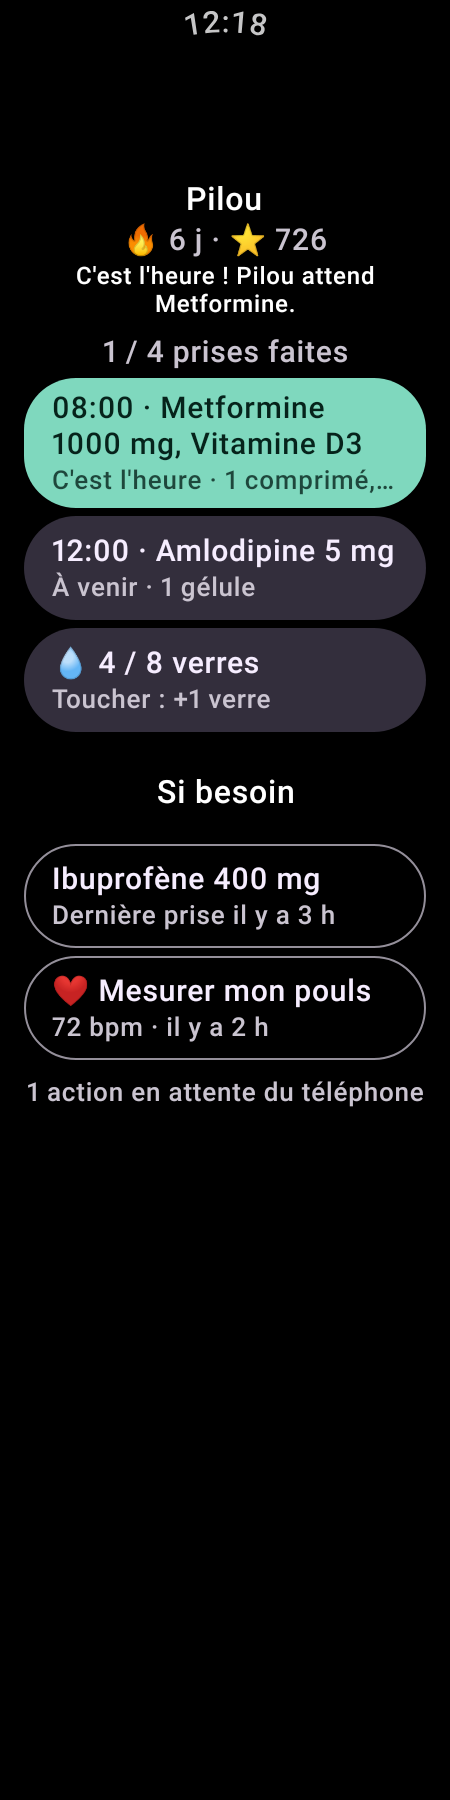 12:18
Pilou
🔥 6 j · ⭐ 726
C'est l'heure ! Pilou attend
Metformine.
1 / 4 prises faites
08:00 · Metformine
1000 mg, Vitamine D3
C'est l'heure · 1 comprimé,...
12:00 · Amlodipine 5 mg
À venir · 1 gélule
💧 4 / 8 verres
Toucher : +1 verre
Si besoin
Ibuprofène 400 mg
Dernière prise il y a 3 h
❤️ Mesurer mon pouls
72 bpm · il y a 2 h
1 action en attente du téléphone